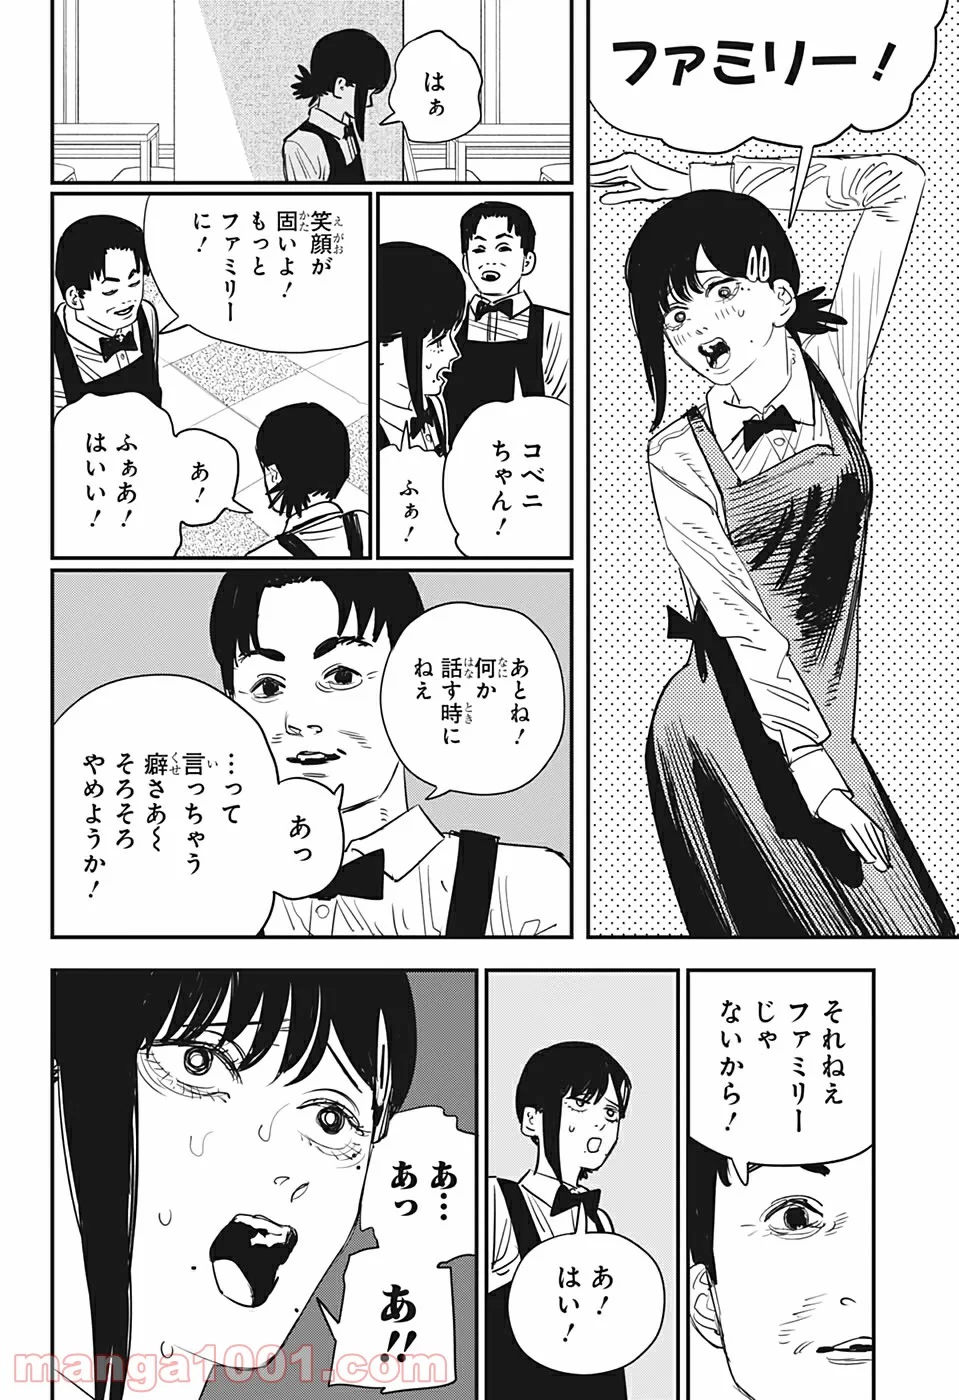 ファミリー！
はぁ
コベニ
ちゃん！
ふぁ！
笑顔が
固いよ！
もっと
ファミリー
に！
あ！
ふぁあ！
はいい！
あとね！
何か
話す時に
ねぇ
あっ
…って
言っちゃう
癖さあ〜
そろそろ
やめようか！
それねえ
ファミリー
じゃ
ないから！
あ！
はい！
あ…
あっ
あ!!
manga1001.com